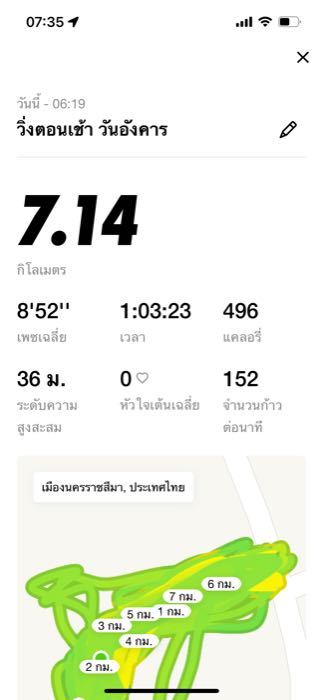 07:35
วันนี้ - 06:19
วิ่งตอนเช้า วันอังคาร
7.14
กิโลเมตร
8'52'' 1:03:23 496
เพซเฉลี่ย เวลา แคลอรี่
36 ม. 0 152
ระดับความสูงสะสม หัวใจเต้นเฉลี่ย จำนวนก้าวต่อนาที
เมืองนครราชสีมา, ประเทศไทย
6 กม.
7 กม.
5 กม. 1 กม.
3 กม.
4 กม.
2 กม.